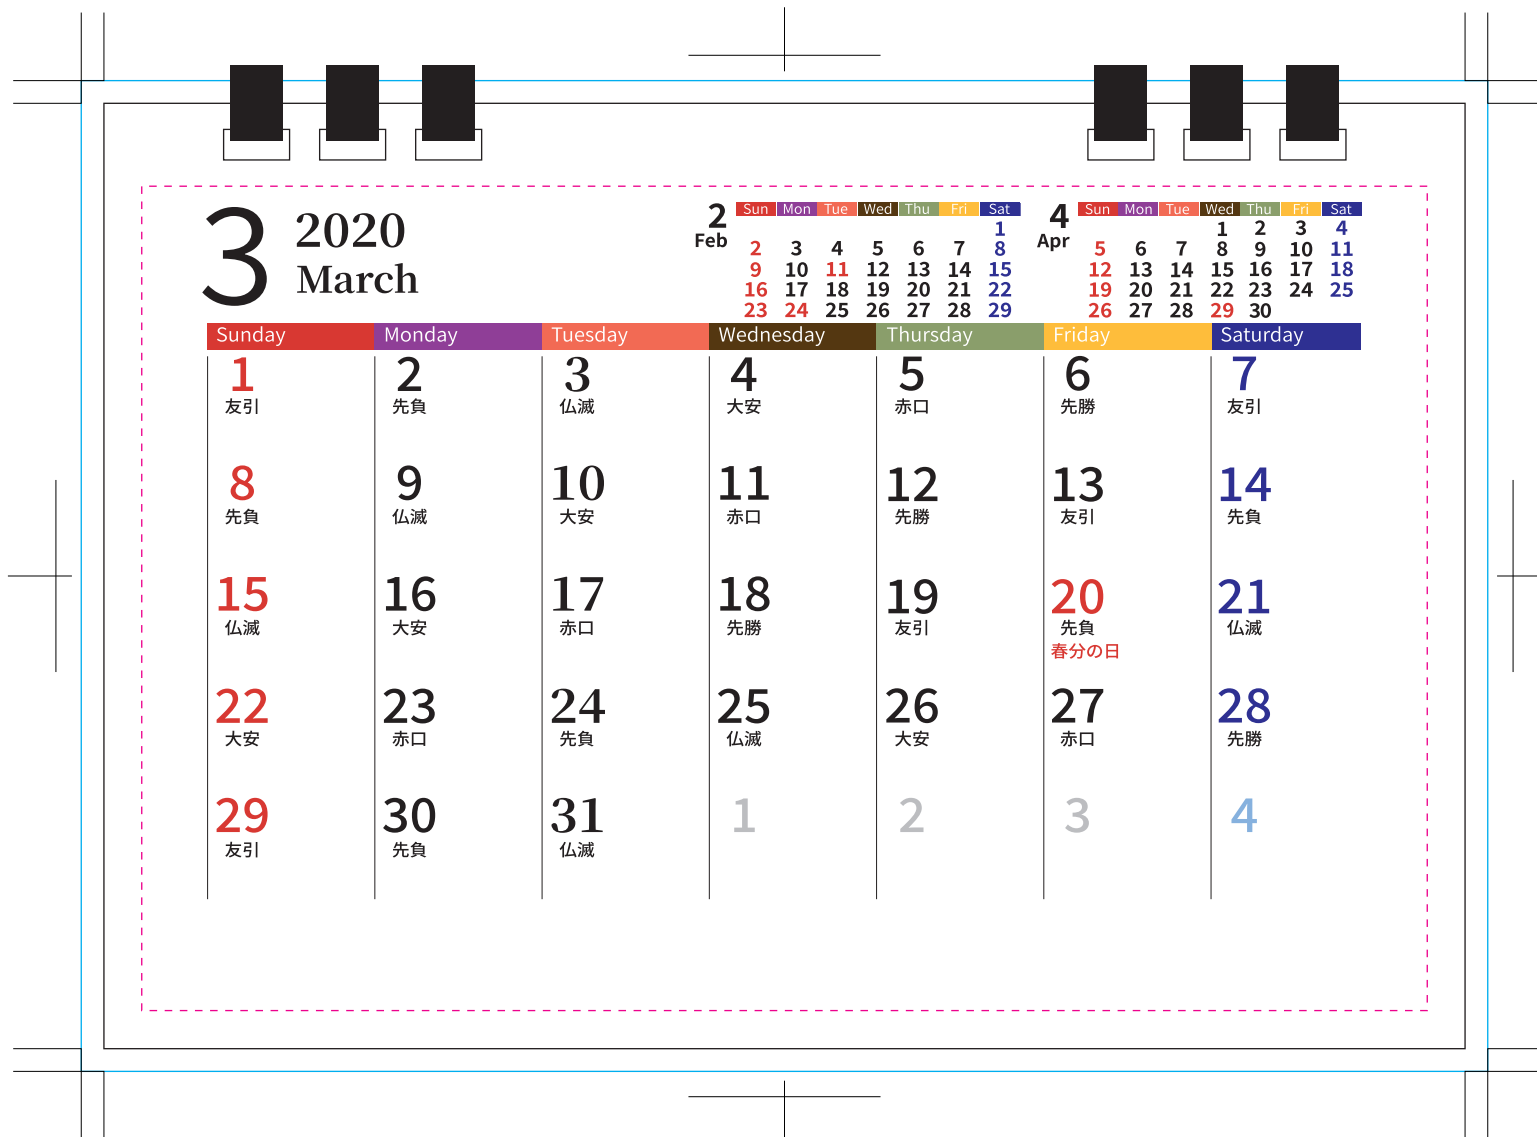 3
2020
March
2
Feb
Sun Mon Tue Wed Thu Fri Sat
1
2 3 4 5 6 7 8
9 10 11 12 13 14 15
16 17 18 19 20 21 22
23 24 25 26 27 28 29
4
Apr
Sun Mon Tue Wed Thu Fri Sat
1 2 3 4
5 6 7 8 9 10 11
12 13 14 15 16 17 18
19 20 21 22 23 24 25
26 27 28 29 30
Sunday Monday Tuesday Wednesday Thursday Friday Saturday
1 2 3 4 5 6 7
友引 先負 仏滅 大安 赤口 先勝 友引
8 9 10 11 12 13 14
先負 仏滅 大安 赤口 先勝 友引 先負
15 16 17 18 19 20 21
仏滅 大安 赤口 先勝 友引 先負 仏滅
春分の日
22 23 24 25 26 27 28
大安 赤口 先負 仏滅 大安 赤口 先勝
29 30 31 1 2 3 4
友引 先負 仏滅